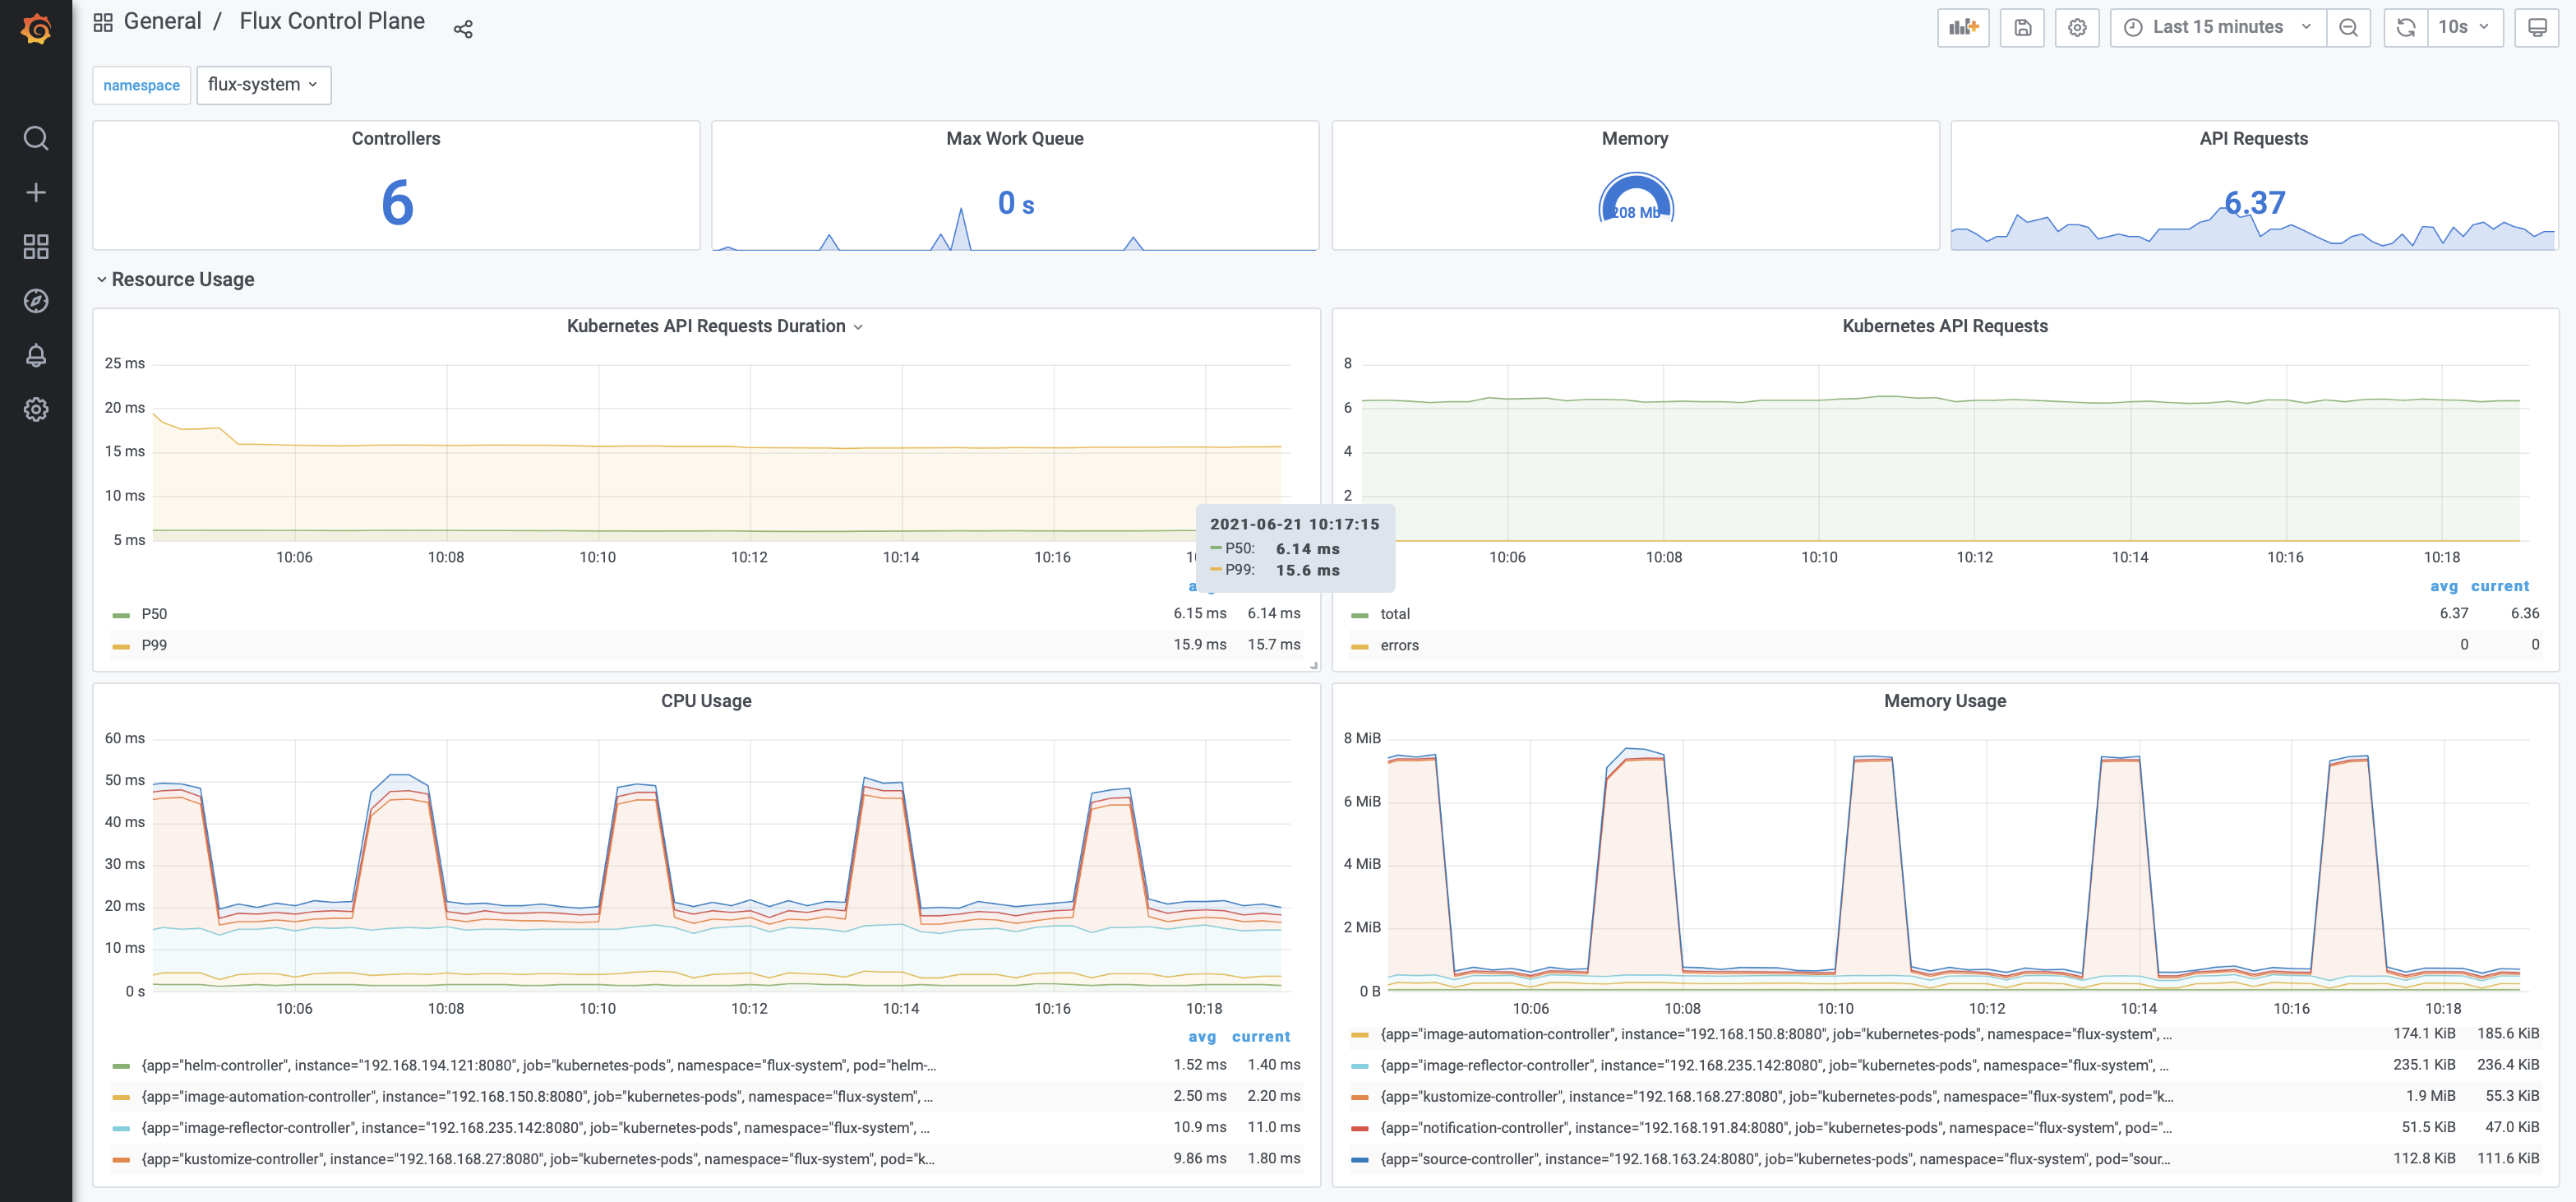 General / Flux Control Plane
Last 15 minutes
10s
namespace flux-system
Controllers
6
Max Work Queue
0 s
Memory
208 Mb
API Requests
6.37
Resource Usage
Kubernetes API Requests Duration
25 ms
20 ms
15 ms
10 ms
5 ms
10:06 10:08 10:10 10:12 10:14 10:16
2021-06-21 10:17:15
P50: 6.14 ms
P99: 15.6 ms
P50 6.15 ms 6.14 ms
P99 15.9 ms 15.7 ms
Kubernetes API Requests
8
6
4
2
10:06 10:08 10:10 10:12 10:14 10:16 10:18
avg current
total 6.37 6.36
errors 0 0
CPU Usage
60 ms
50 ms
40 ms
30 ms
20 ms
10 ms
0 s
10:06 10:08 10:10 10:12 10:14 10:16 10:18
avg current
{app="helm-controller", instance="192.168.194.121:8080", job="kubernetes-pods", namespace="flux-system", pod="helm-... 1.52 ms 1.40 ms
{app="image-automation-controller", instance="192.168.150.8:8080", job="kubernetes-pods", namespace="flux-system", ... 2.50 ms 2.20 ms
{app="image-reflector-controller", instance="192.168.235.142:8080", job="kubernetes-pods", namespace="flux-system", ... 10.9 ms 11.0 ms
{app="kustomize-controller", instance="192.168.168.27:8080", job="kubernetes-pods", namespace="flux-system", pod="k... 9.86 ms 1.80 ms
Memory Usage
8 MiB
6 MiB
4 MiB
2 MiB
0 B
10:06 10:08 10:10 10:12 10:14 10:16 10:18
{app="image-automation-controller", instance="192.168.150.8:8080", job="kubernetes-pods", namespace="flux-system", ... 174.1 KiB 185.6 KiB
{app="image-reflector-controller", instance="192.168.235.142:8080", job="kubernetes-pods", namespace="flux-system", ... 235.1 KiB 236.4 KiB
{app="kustomize-controller", instance="192.168.168.27:8080", job="kubernetes-pods", namespace="flux-system", pod="k... 1.9 MiB 55.3 KiB
{app="notification-controller", instance="192.168.191.84:8080", job="kubernetes-pods", namespace="flux-system", pod="... 51.5 KiB 47.0 KiB
{app="source-controller", instance="192.168.163.24:8080", job="kubernetes-pods", namespace="flux-system", pod="sour... 112.8 KiB 111.6 KiB